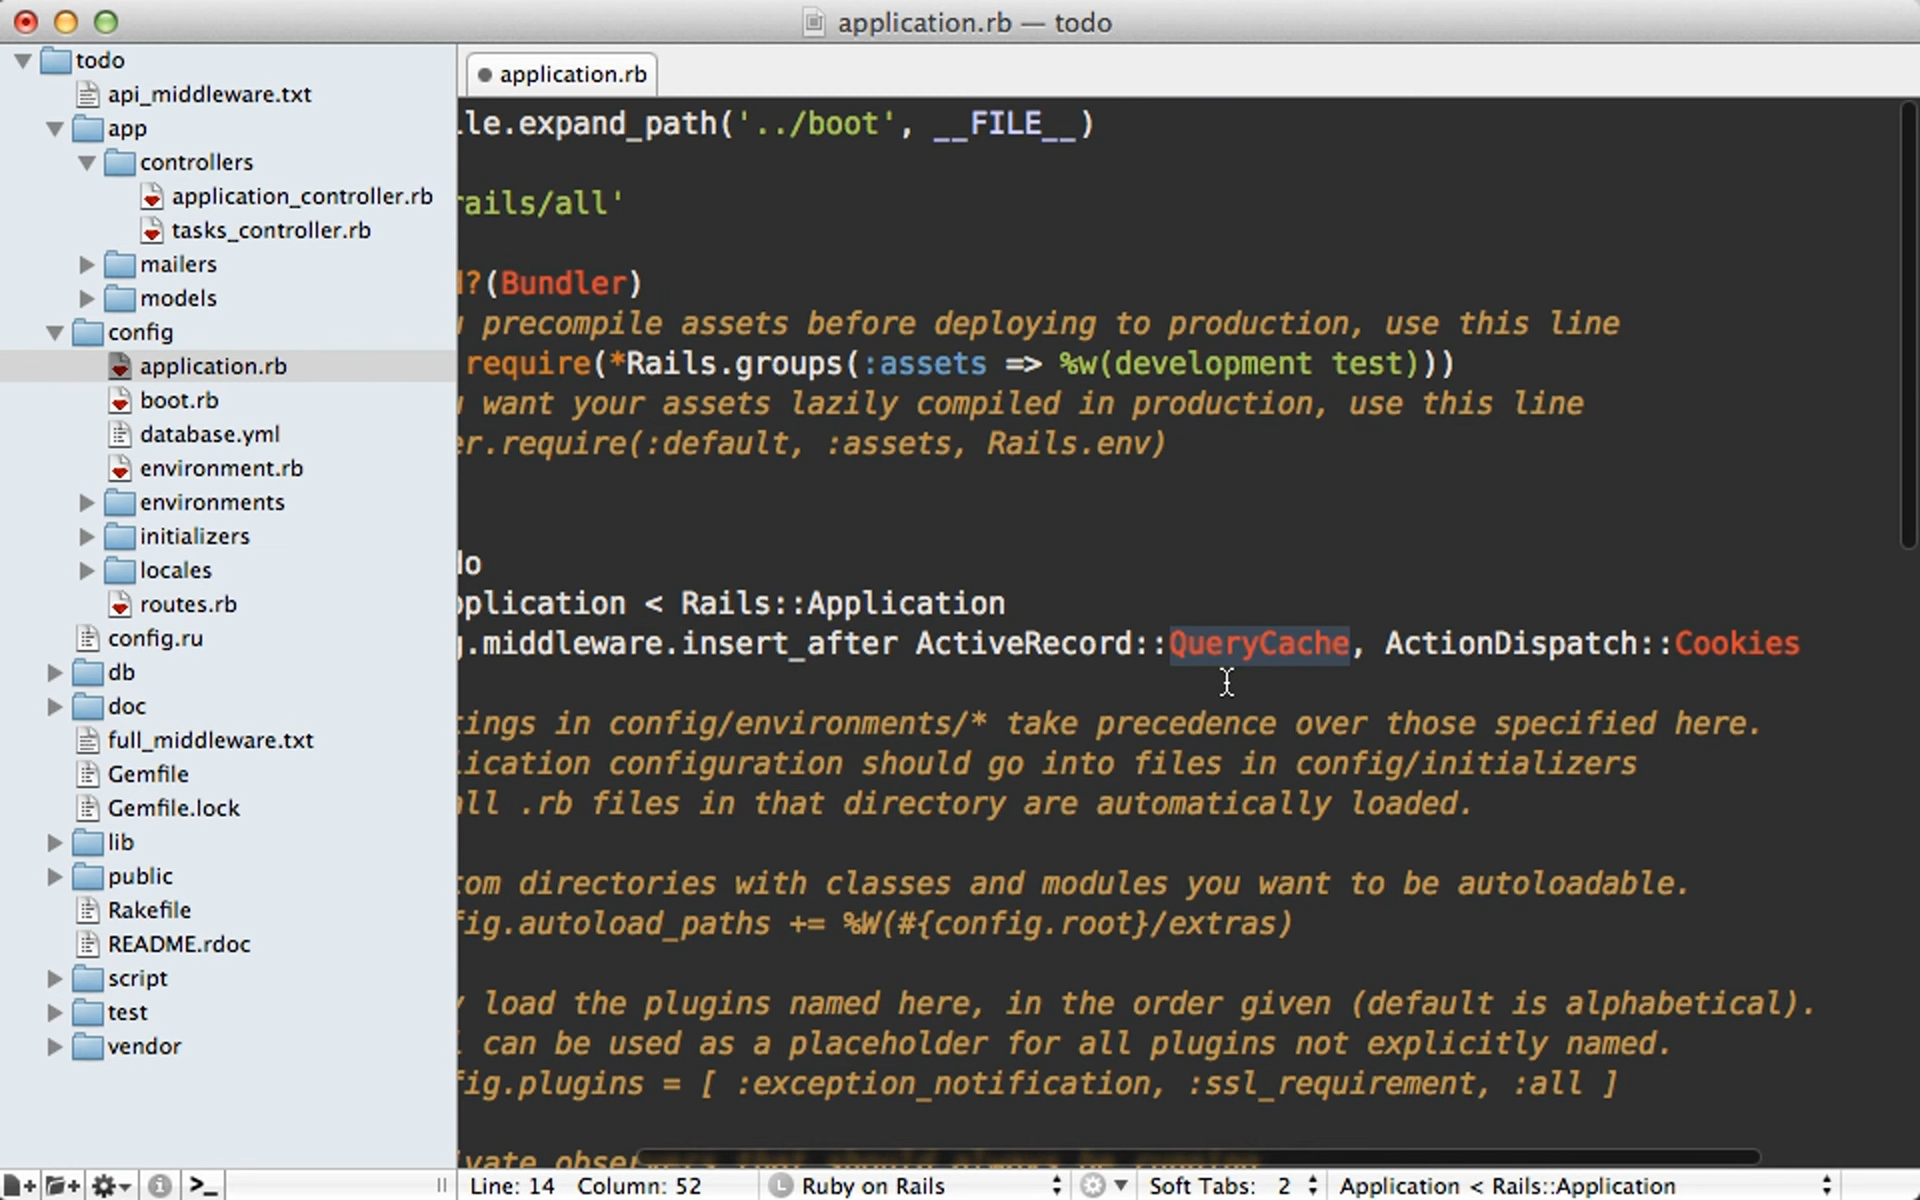 application.rb — todo
todo
api_middleware.txt
app
controllers
application_controller.rb
tasks_controller.rb
mailers
models
config
application.rb
boot.rb
database.yml
environment.rb
environments
initializers
locales
routes.rb
config.ru
db
doc
full_middleware.txt
Gemfile
Gemfile.lock
lib
public
Rakefile
README.rdoc
script
test
vendor
application.rb
le.expand_path('../boot', __FILE__)
rails/all'
d?(Bundler)
precompile assets before deploying to production, use this line
require(*Rails.groups(:assets => %w(development test)))
want your assets lazily compiled in production, use this line
er.require(:default, :assets, Rails.env)
do
pplication < Rails::Application
g.middleware.insert_after ActiveRecord::QueryCache, ActionDispatch::Cookies
tings in config/environments/* take precedence over those specified here.
ication configuration should go into files in config/initializers
all .rb files in that directory are automatically loaded.
tom directories with classes and modules you want to be autoloadable.
fig.autoload_paths += %W(#{config.root}/extras)
y load the plugins named here, in the order given (default is alphabetical).
can be used as a placeholder for all plugins not explicitly named.
fig.plugins = [ :exception_notification, :ssl_requirement, :all ]
Line: 14 Column: 52 Ruby on Rails Soft Tabs: 2 Application < Rails::Application